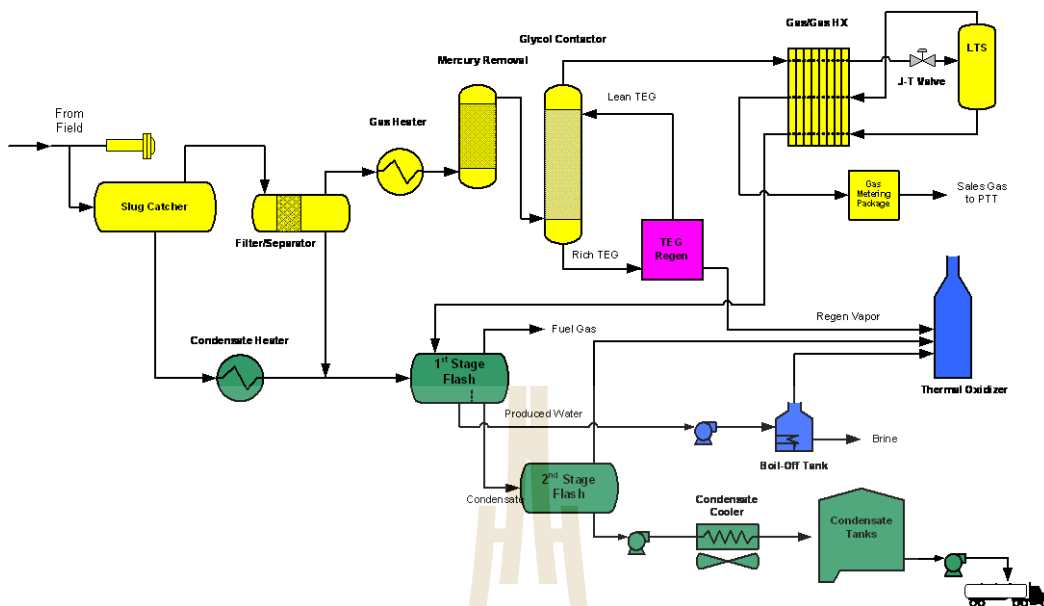 Gas/Gas HX
Glycol Contactor
LTS
Mercury Removal
J-T Valve
Lean TEG
From
Field
Gas Heater
Gas
Metering
Package
Sales Gas
to PTT
Slug Catcher
Filter/Separator
TEG
Regen
Rich TEG
Regen Vapor
Fuel Gas
Condensate Heater
1st Stage
Flash
Thermal Oxidizer
Produced Water
Brine
Boil-Off Tank
2nd Stage
Flash
Condensate
Condensate
Cooler
Condensate
Tanks